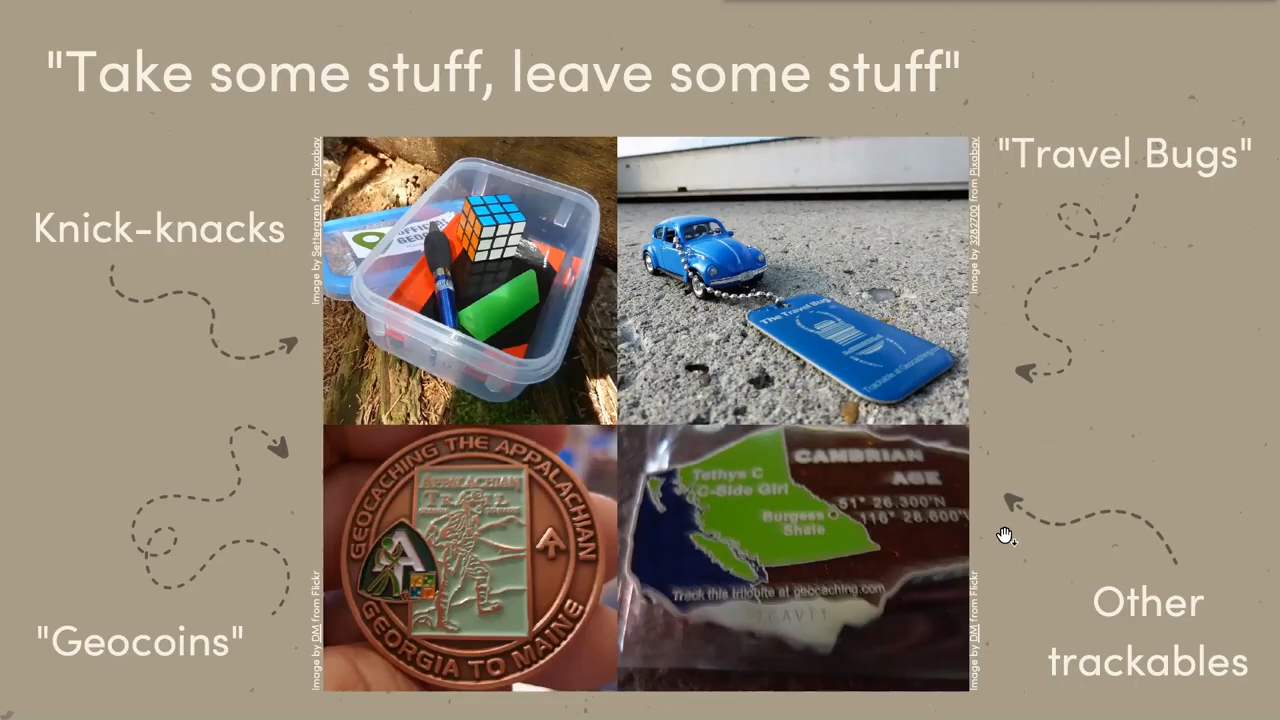 "Take some stuff, leave some stuff"
Knick-knacks
"Travel Bugs"
"Geocoins"
Other
trackables
Image by Settergren from Pixabay
Image by 3282700 from Pixabay
Image by DM from Flickr
Image by DM from Flickr
OFFICIAL
The Travel Bug
Trackable at Geocaching
GEOCACHING THE APPALACHIAN
APPALACHIAN
TRAIL
GEORGIA TO MAINE
CAMBRIAN
AGE
Tethys C
C-Side Girl
51° 26.300'N
116° 26.600'
Burgess
Shale
Track this trilobite at geocaching.com